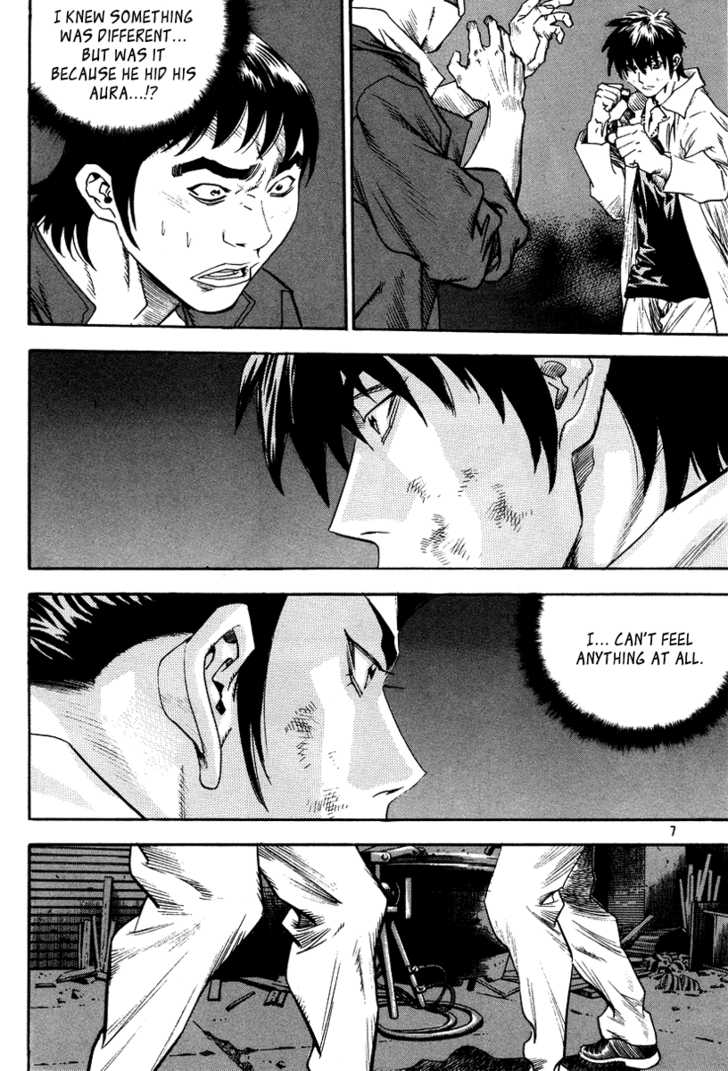 I KNEW SOMETHING
WAS DIFFERENT...
BUT WAS IT
BECAUSE HE HID HIS
AURA...!?
I... CAN'T FEEL
ANYTHING AT ALL.
7